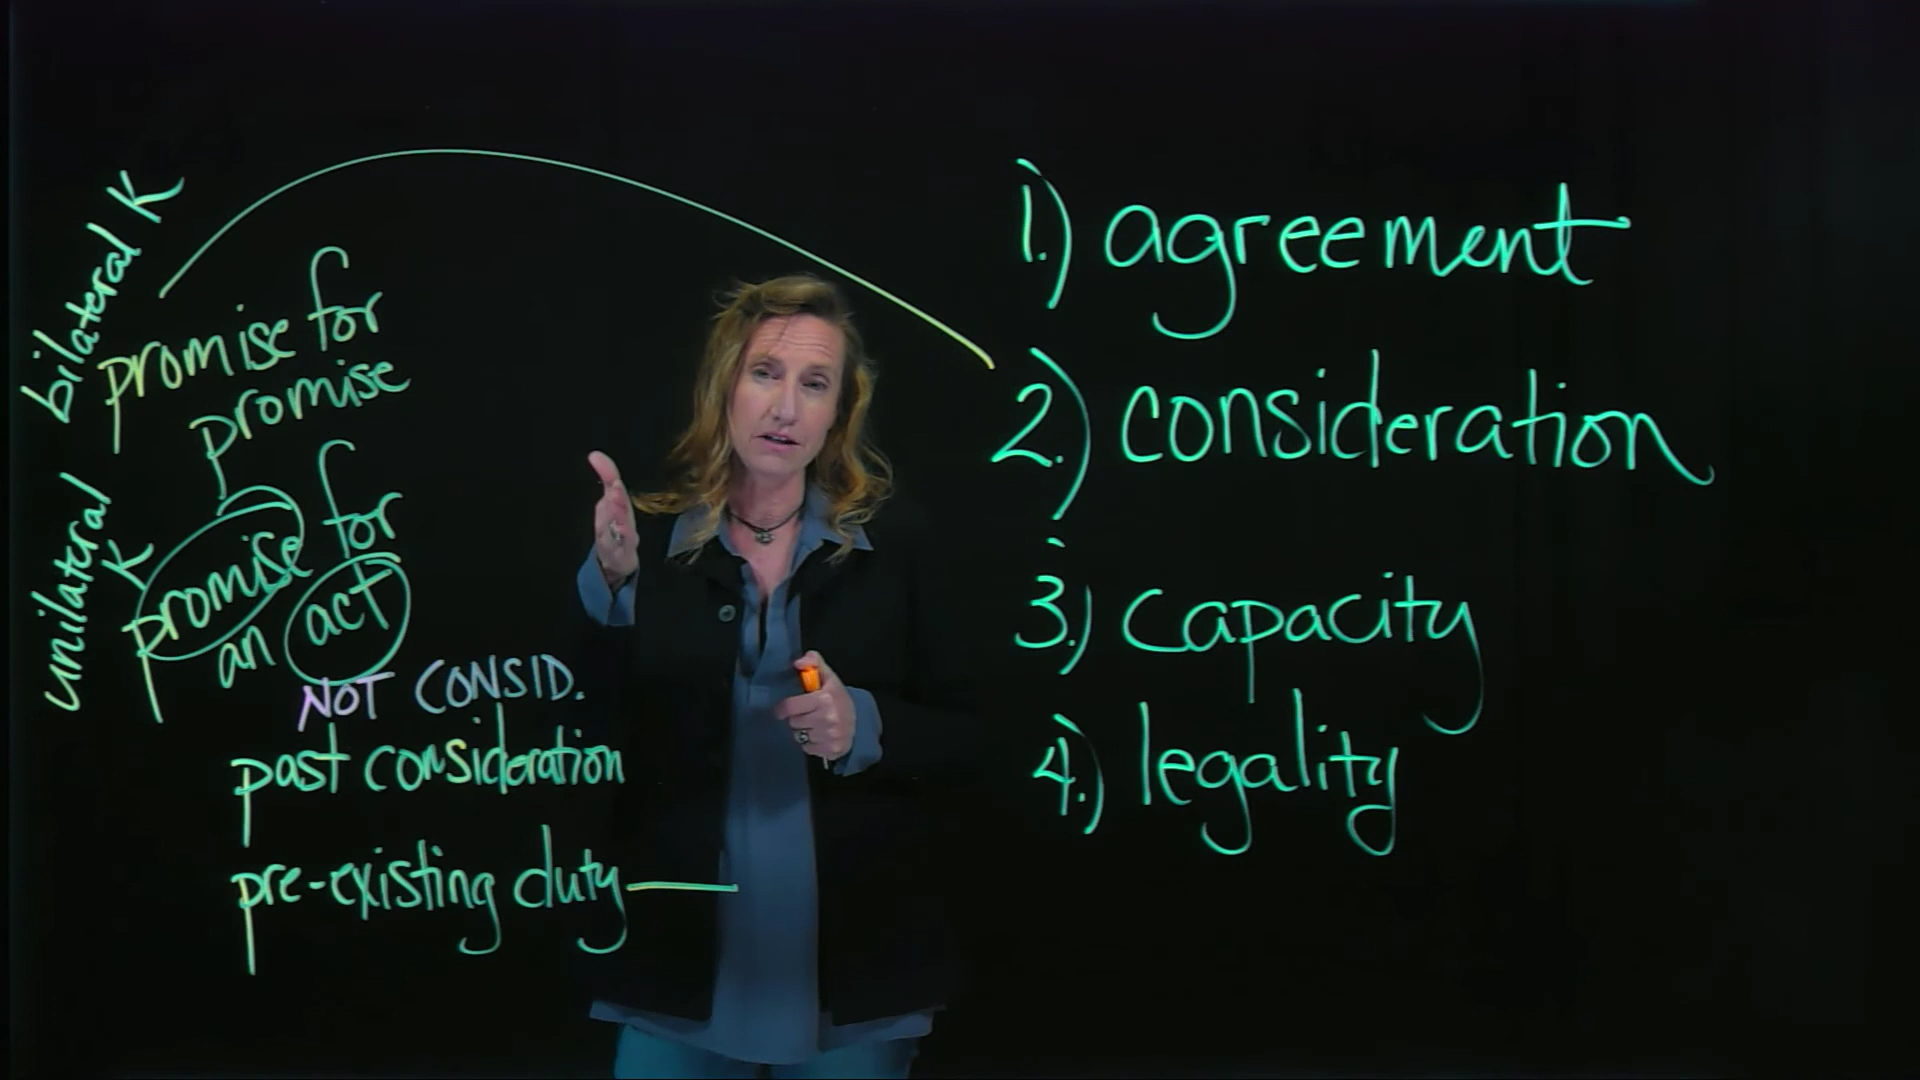 bilateral K
promise for
promise
unilateral
K
promise for
an act
NOT CONSID.
past consideration
pre-existing duty
1.) agreement
2.) consideration
3.) capacity
4.) legality